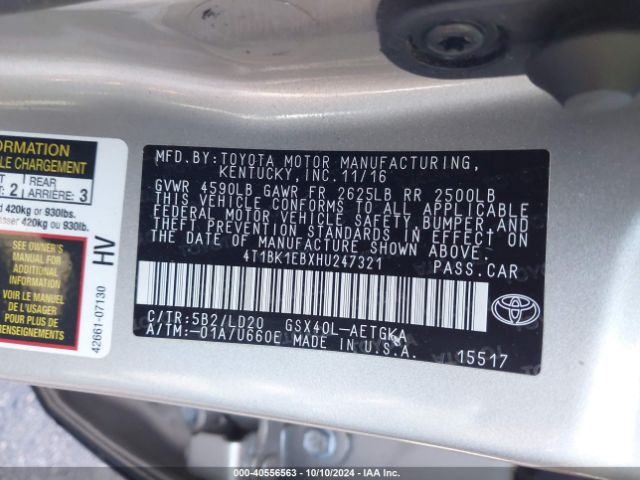 ORMATION
LE CHARGEMENT
T: 2
REAR
ARRIÈRE: 3
d 420kg or 930lbs.
sser 420kg ou 930lb.
SEE OWNER'S
MANUAL FOR
ADDITIONAL
INFORMATION
VOIR LE MANUEL
DE L'USAGER
POUR PLUS DE
RENSEIGNEMENTS
HV
42661-07130
MFD.BY:TOYOTA MOTOR MANUFACTURING,
KENTUCKY,INC.11/16
GVWR 4590LB GAWR FR 2625LB RR 2500LB
THIS VEHICLE CONFORMS TO ALL APPLICABLE
FEDERAL MOTOR VEHICLE SAFETY, BUMPER,AND
THEFT PREVENTION STANDARDS IN EFFECT ON
THE DATE OF MANUFACTURE SHOWN ABOVE.
4T1BK1EBXHU247321 PASS.CAR
C/TR:5B2/LD20 GSX40L-AETGKA
A/TM:-01A/U660E MADE IN U.S.A. 15517
000-40556563 - 10/10/2024 - IAA Inc.